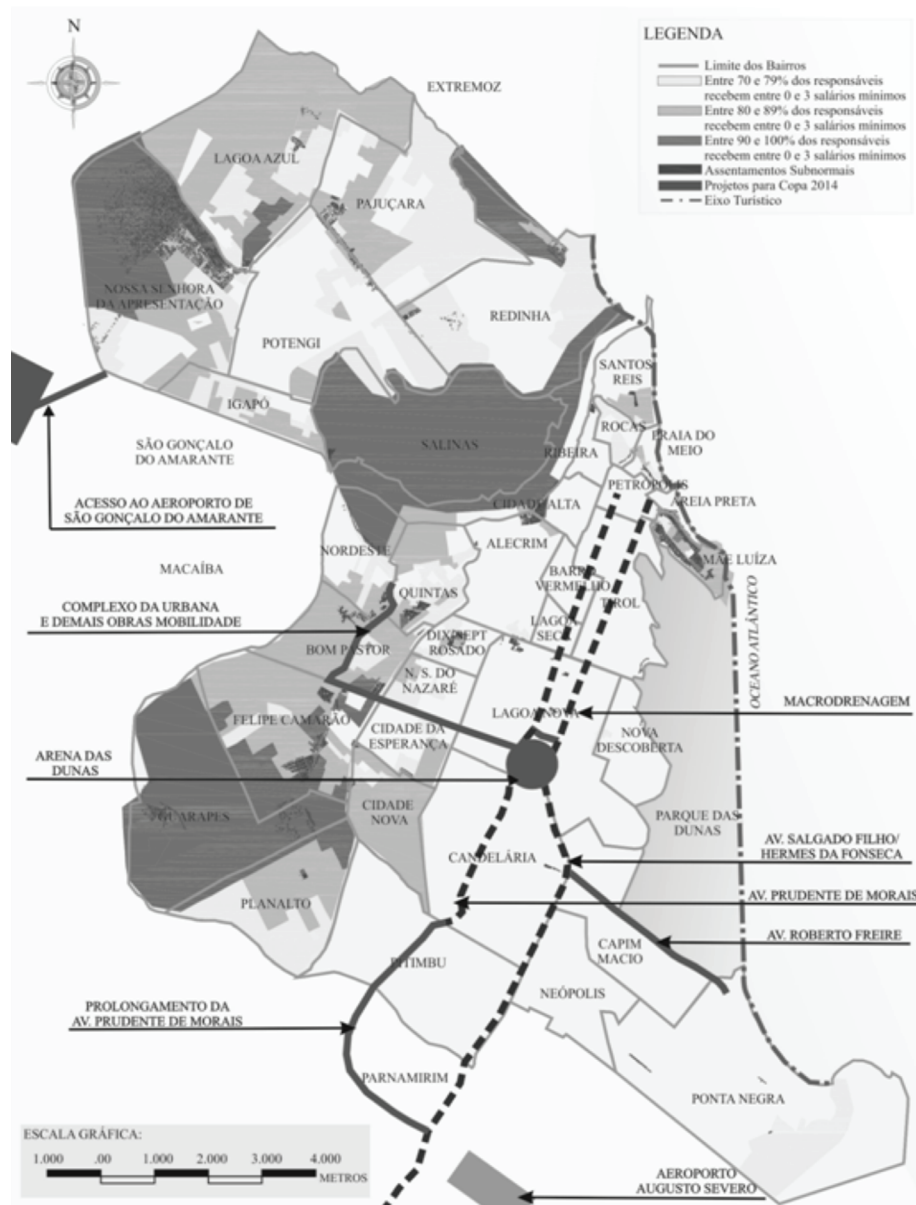 N
LEGENDA
Limite dos Bairros
Entre 70 e 79% dos responsáveis
recebem entre 0 e 3 salários mínimos
Entre 80 e 89% dos responsáveis
recebem entre 0 e 3 salários mínimos
Entre 90 e 100% dos responsáveis
recebem entre 0 e 3 salários mínimos
Assentamentos Subnormais
Projetos para Copa 2014
Eixo Turístico
EXTREMOZ
LAGOA AZUL
PAJUÇARA
NOSSA SENHORA
DA APRESENTAÇÃO
REDINHA
POTENGI
SANTOS
REIS
IGAPÓ
ROCAS
PRAIA DO
MEIO
SÃO GONÇALO
DO AMARANTE
SALINAS
RIBEIRA
PETRÓPOLIS
AREIA PRETA
ACESSO AO AEROPORTO DE
SÃO GONÇALO DO AMARANTE
CIDADE ALTA
NORDESTE
ALECRIM
MÃE LUÍZA
MACAÍBA
BARRO
VERMELHO
QUINTAS
TIROL
COMPLEXO DA URBANA
E DEMAIS OBRAS MOBILIDADE
LAGOA
SECA
DIX-SEPT
ROSADO
BOM PASTOR
N. S. DO
NAZARÉ
OCEANO ATLÂNTICO
MACRODRENAGEM
LAGOA NOVA
FELIPE CAMARÃO
CIDADE DA
ESPERANÇA
NOVA
DESCOBERTA
ARENA DAS
DUNAS
CIDADE
NOVA
GUARAPES
PARQUE DAS
DUNAS
AV. SALGADO FILHO/
HERMES DA FONSECA
CANDELÁRIA
PLANALTO
AV. PRUDENTE DE MORAIS
AV. ROBERTO FREIRE
CAPIM
MACIO
PITIMBU
NEÓPOLIS
PROLONGAMENTO DA
AV. PRUDENTE DE MORAIS
PARNAMIRIM
PONTA NEGRA
ESCALA GRÁFICA:
1.000 .00 1.000 2.000 3.000 4.000
METROS
AEROPORTO
AUGUSTO SEVERO